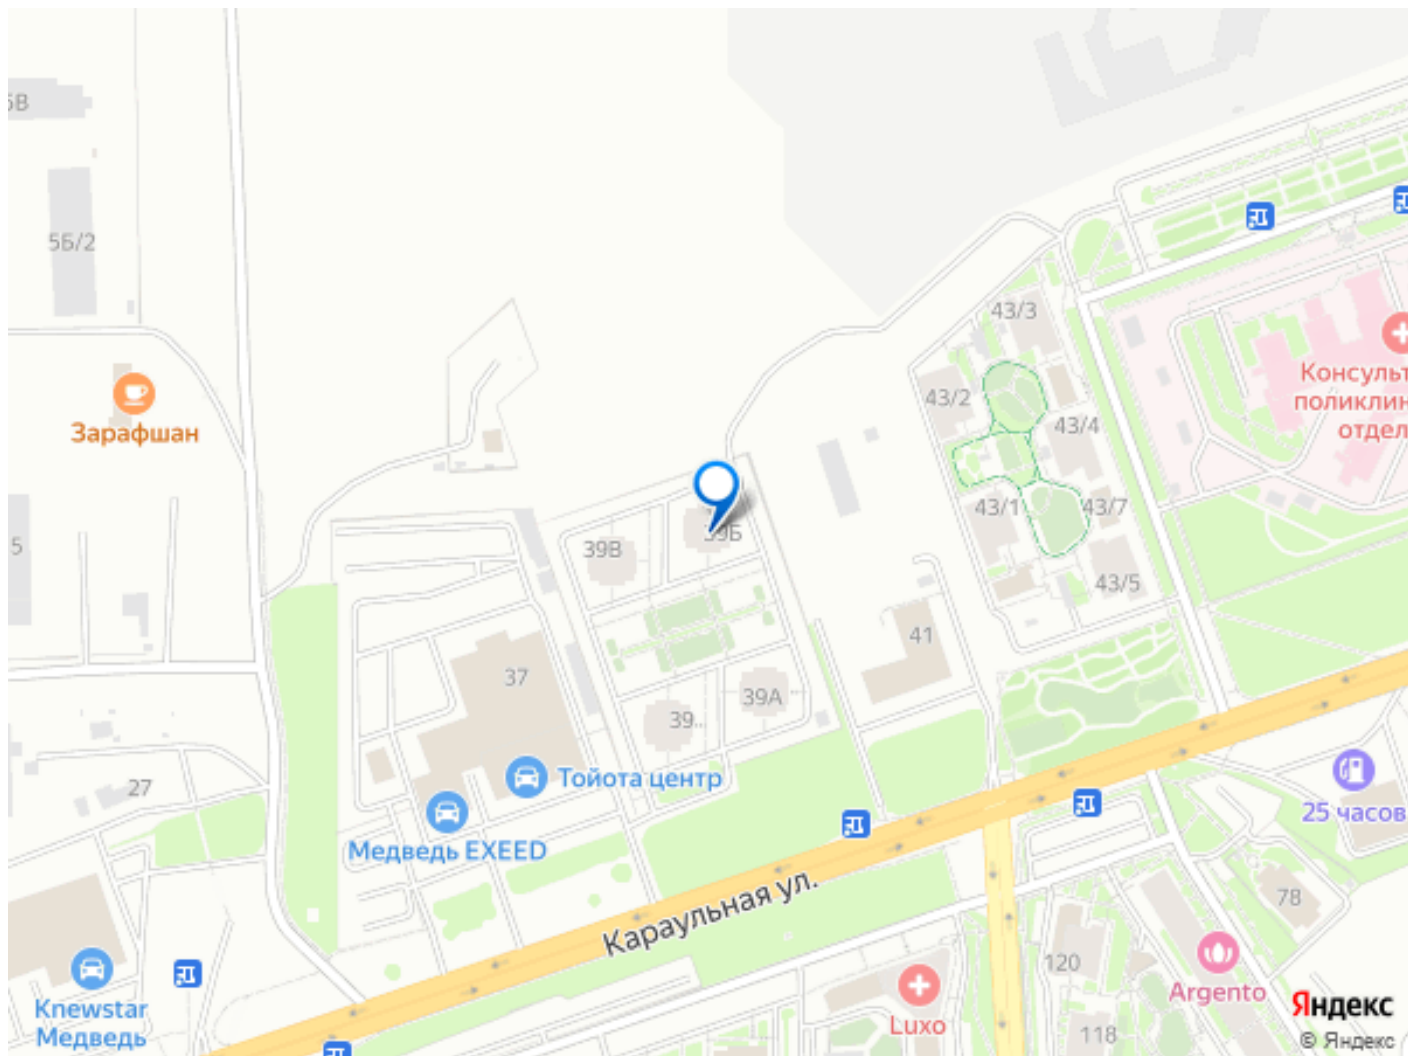 5В
5Б/2
43/3
Консульт
поликлин
отдел
43/2
43/4
Зарафшан
43/1
43/7
39В
39Б
5
43/5
41
37
39А
39..
Тойота центр
27
25 часов
Медведь EXEED
Караульная ул.
78
120
Argento
Knewstar
Медведь
Luxo
118
Яндекс
© Яндекс